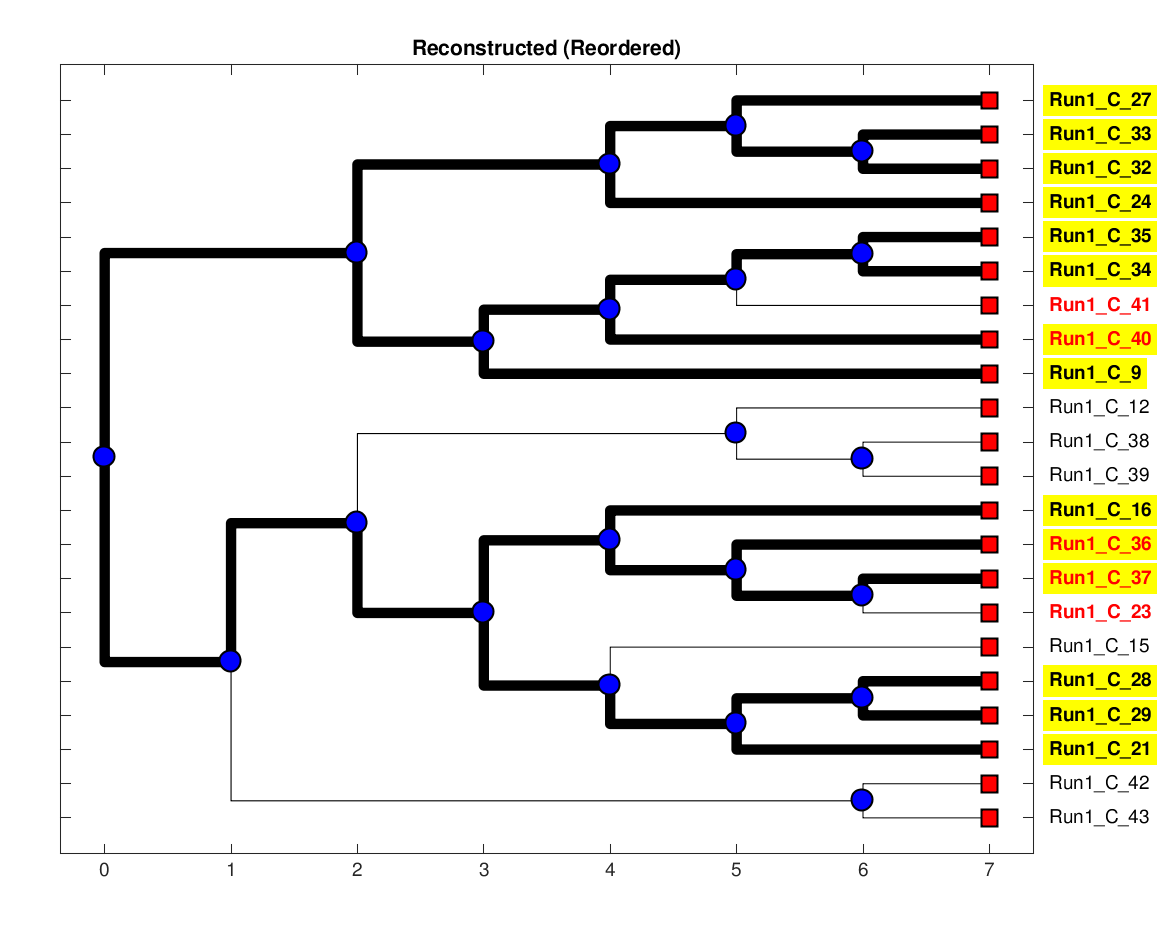 Reconstructed (Reordered)
Run1_C_27
Run1_C_33
Run1_C_32
Run1_C_24
Run1_C_35
Run1_C_34
Run1_C_41
Run1_C_40
Run1_C_9
Run1_C_12
Run1_C_38
Run1_C_39
Run1_C_16
Run1_C_36
Run1_C_37
Run1_C_23
Run1_C_15
Run1_C_28
Run1_C_29
Run1_C_21
Run1_C_42
Run1_C_43
0 1 2 3 4 5 6 7